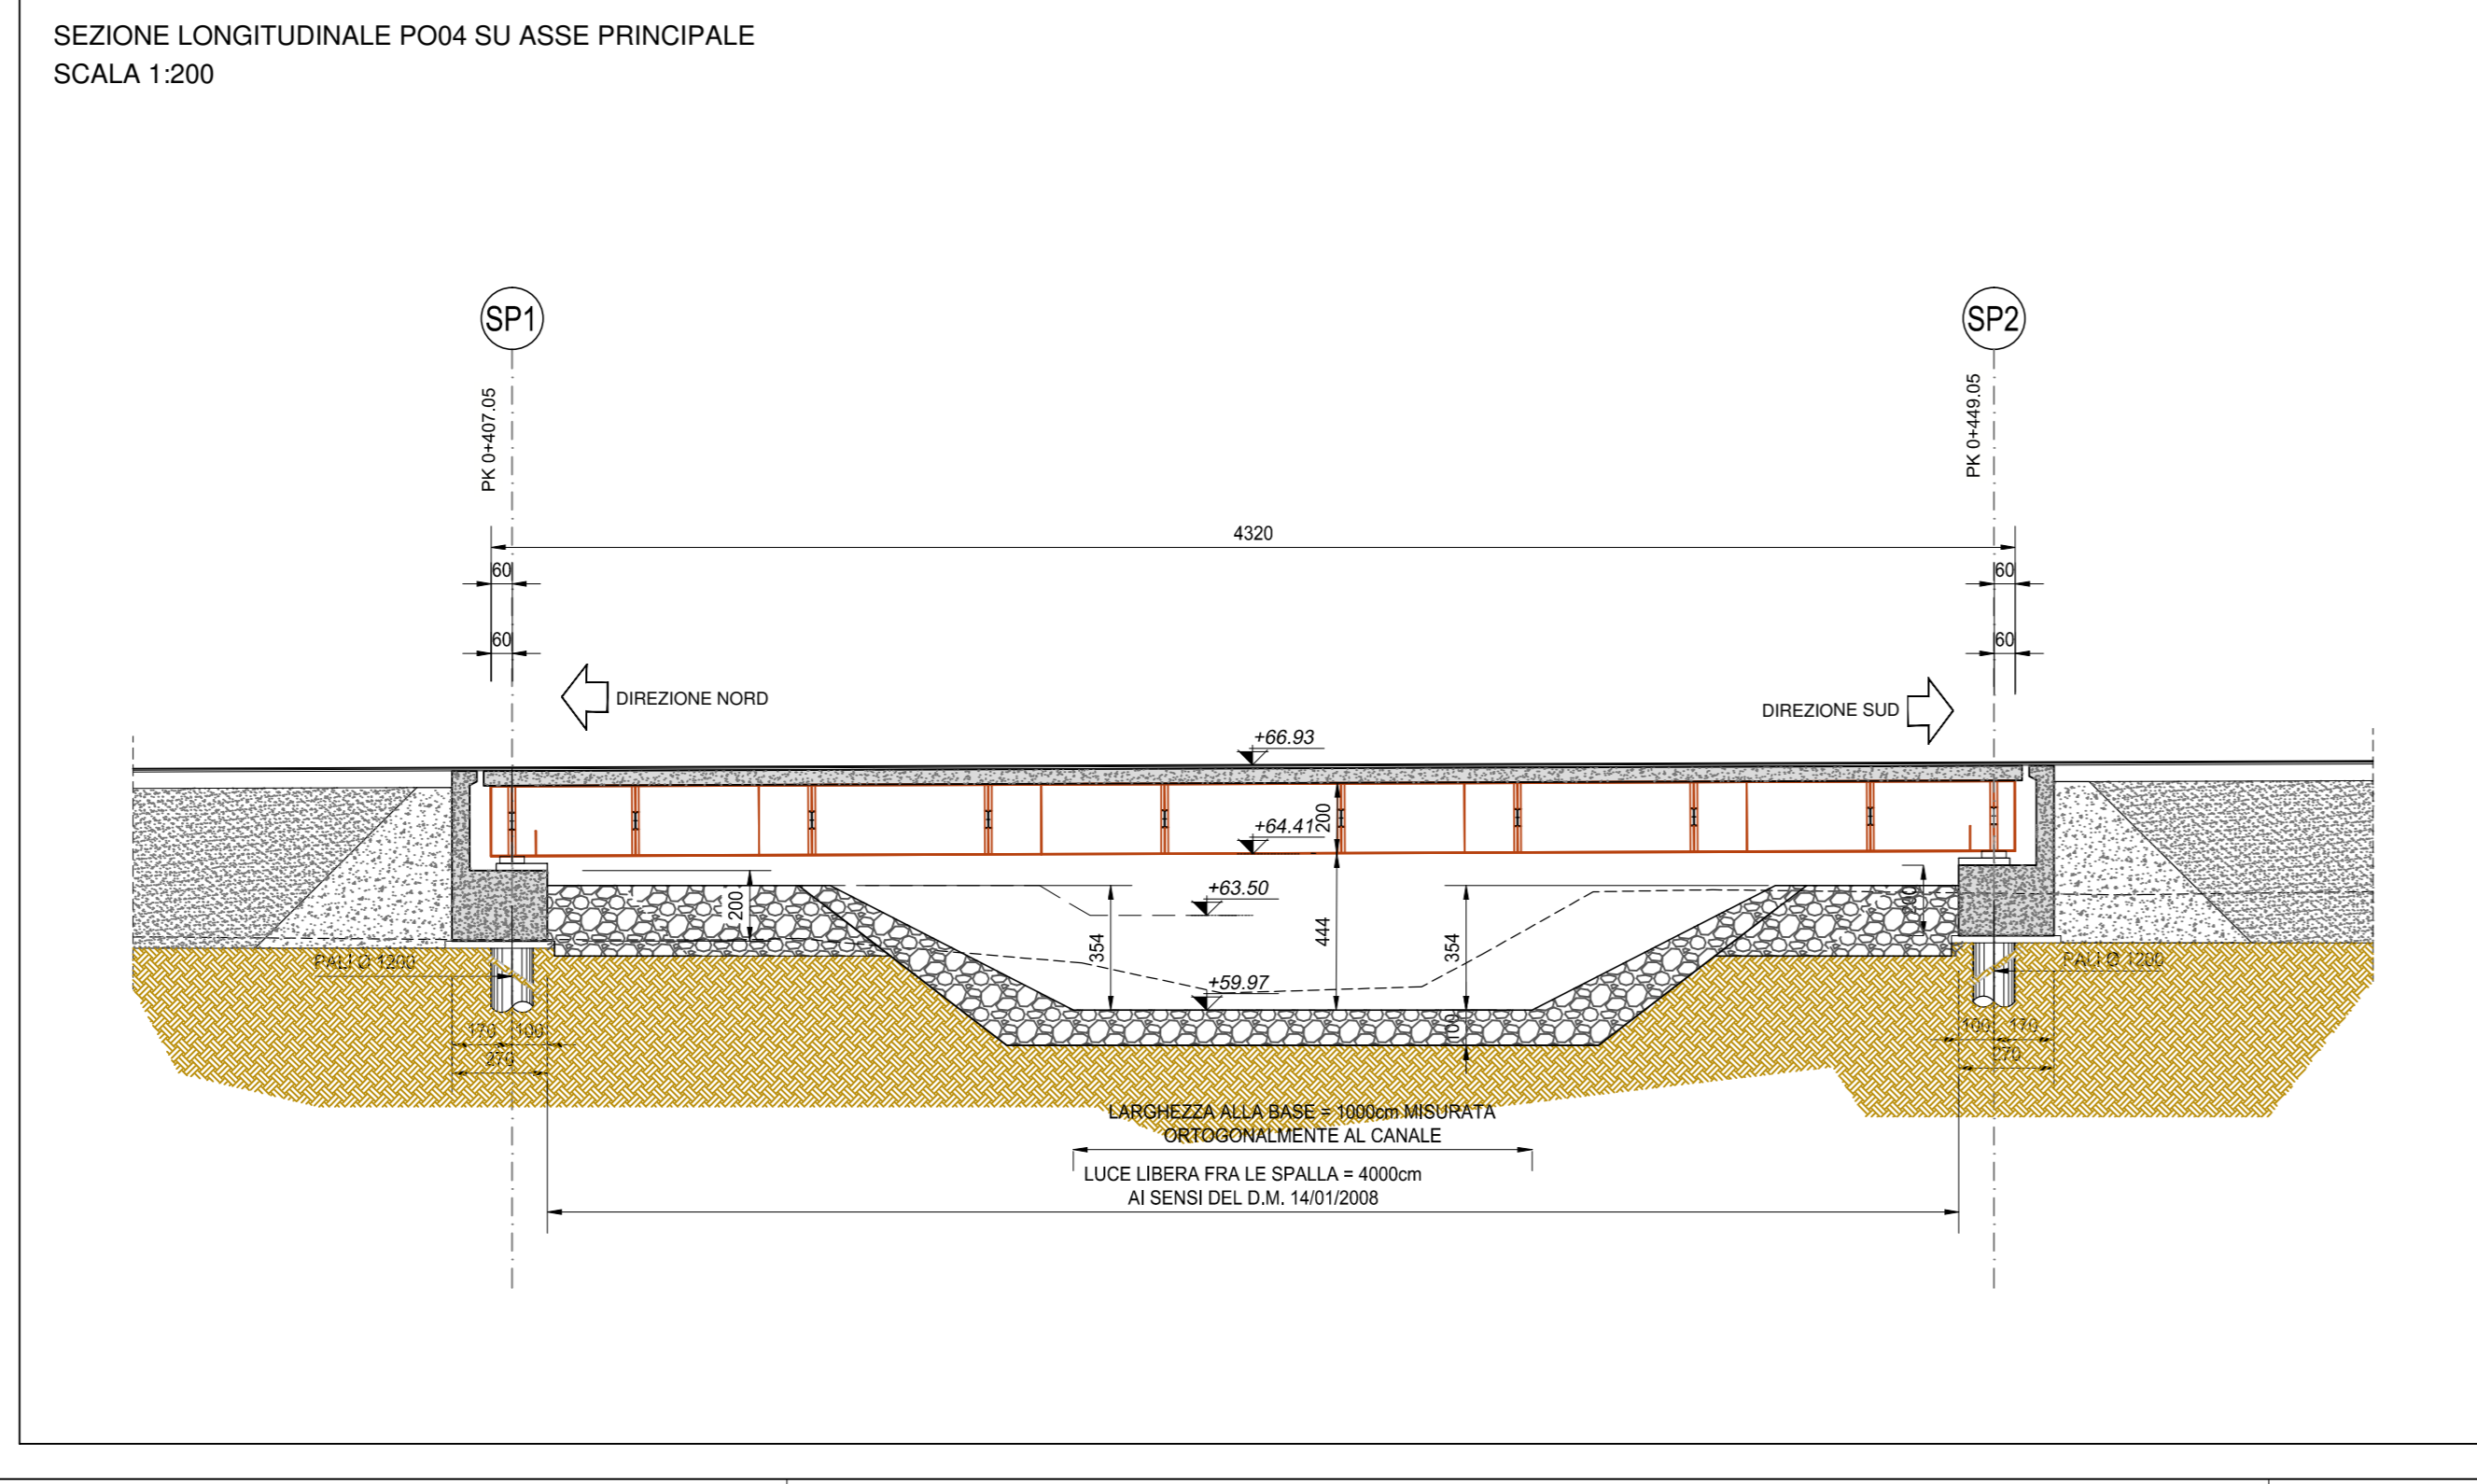 SEZIONE LONGITUDINALE PO04 SU ASSE PRINCIPALE
SCALA 1:200
SP1
SP2
PK 0+407.05
PK 0+449.05
4320
60
60
60
60
DIREZIONE NORD
DIREZIONE SUD
+66.93
+64.41
200
+63.50
200
200
354
444
354
+59.97
PALI Ø 1200
PALI Ø 1200
170
100
100
100
170
270
270
LARGHEZZA ALLA BASE = 1000cm MISURATA
ORTOGONALMENTE AL CANALE
LUCE LIBERA FRA LE SPALLA = 4000cm
AI SENSI DEL D.M. 14/01/2008